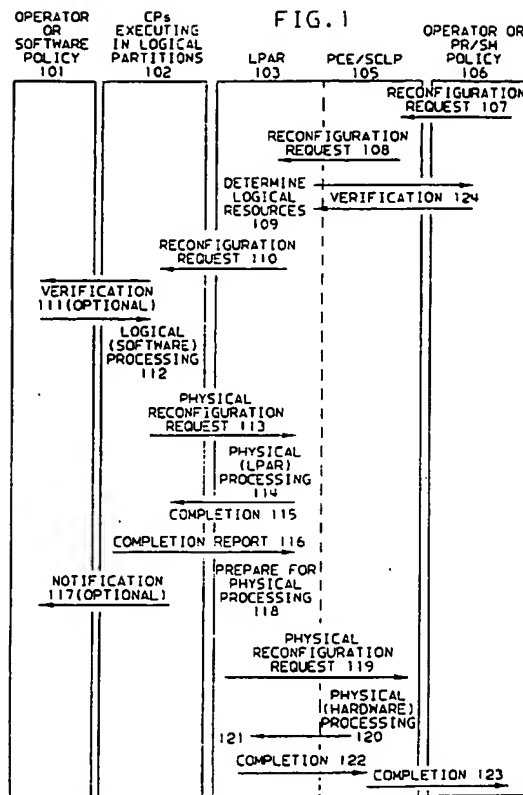 FIG.1
OPERATOR
OR
SOFTWARE
POLICY
101
CPs
EXECUTING
IN LOGICAL
PARTITIONS
102
LPAR
103
PCE/SCLP
105
OPERATOR OR
PR/SM
POLICY
106
RECONFIGURATION
REQUEST 107
RECONFIGURATION
REQUEST 108
DETERMINE
LOGICAL
RESOURCES
109
VERIFICATION 124
RECONFIGURATION
REQUEST 110
VERIFICATION
111(OPTIONAL)
LOGICAL
(SOFTWARE)
PROCESSING
112
PHYSICAL
RECONFIGURATION
REQUEST 113
PHYSICAL
(LPAR)
PROCESSING
114
COMPLETION 115
COMPLETION REPORT 116
NOTIFICATION
117(OPTIONAL)
PREPARE FOR
PHYSICAL
PROCESSING
118
PHYSICAL
RECONFIGURATION
REQUEST 119
PHYSICAL
(HARDWARE)
PROCESSING
120
121
COMPLETION 122
COMPLETION 123